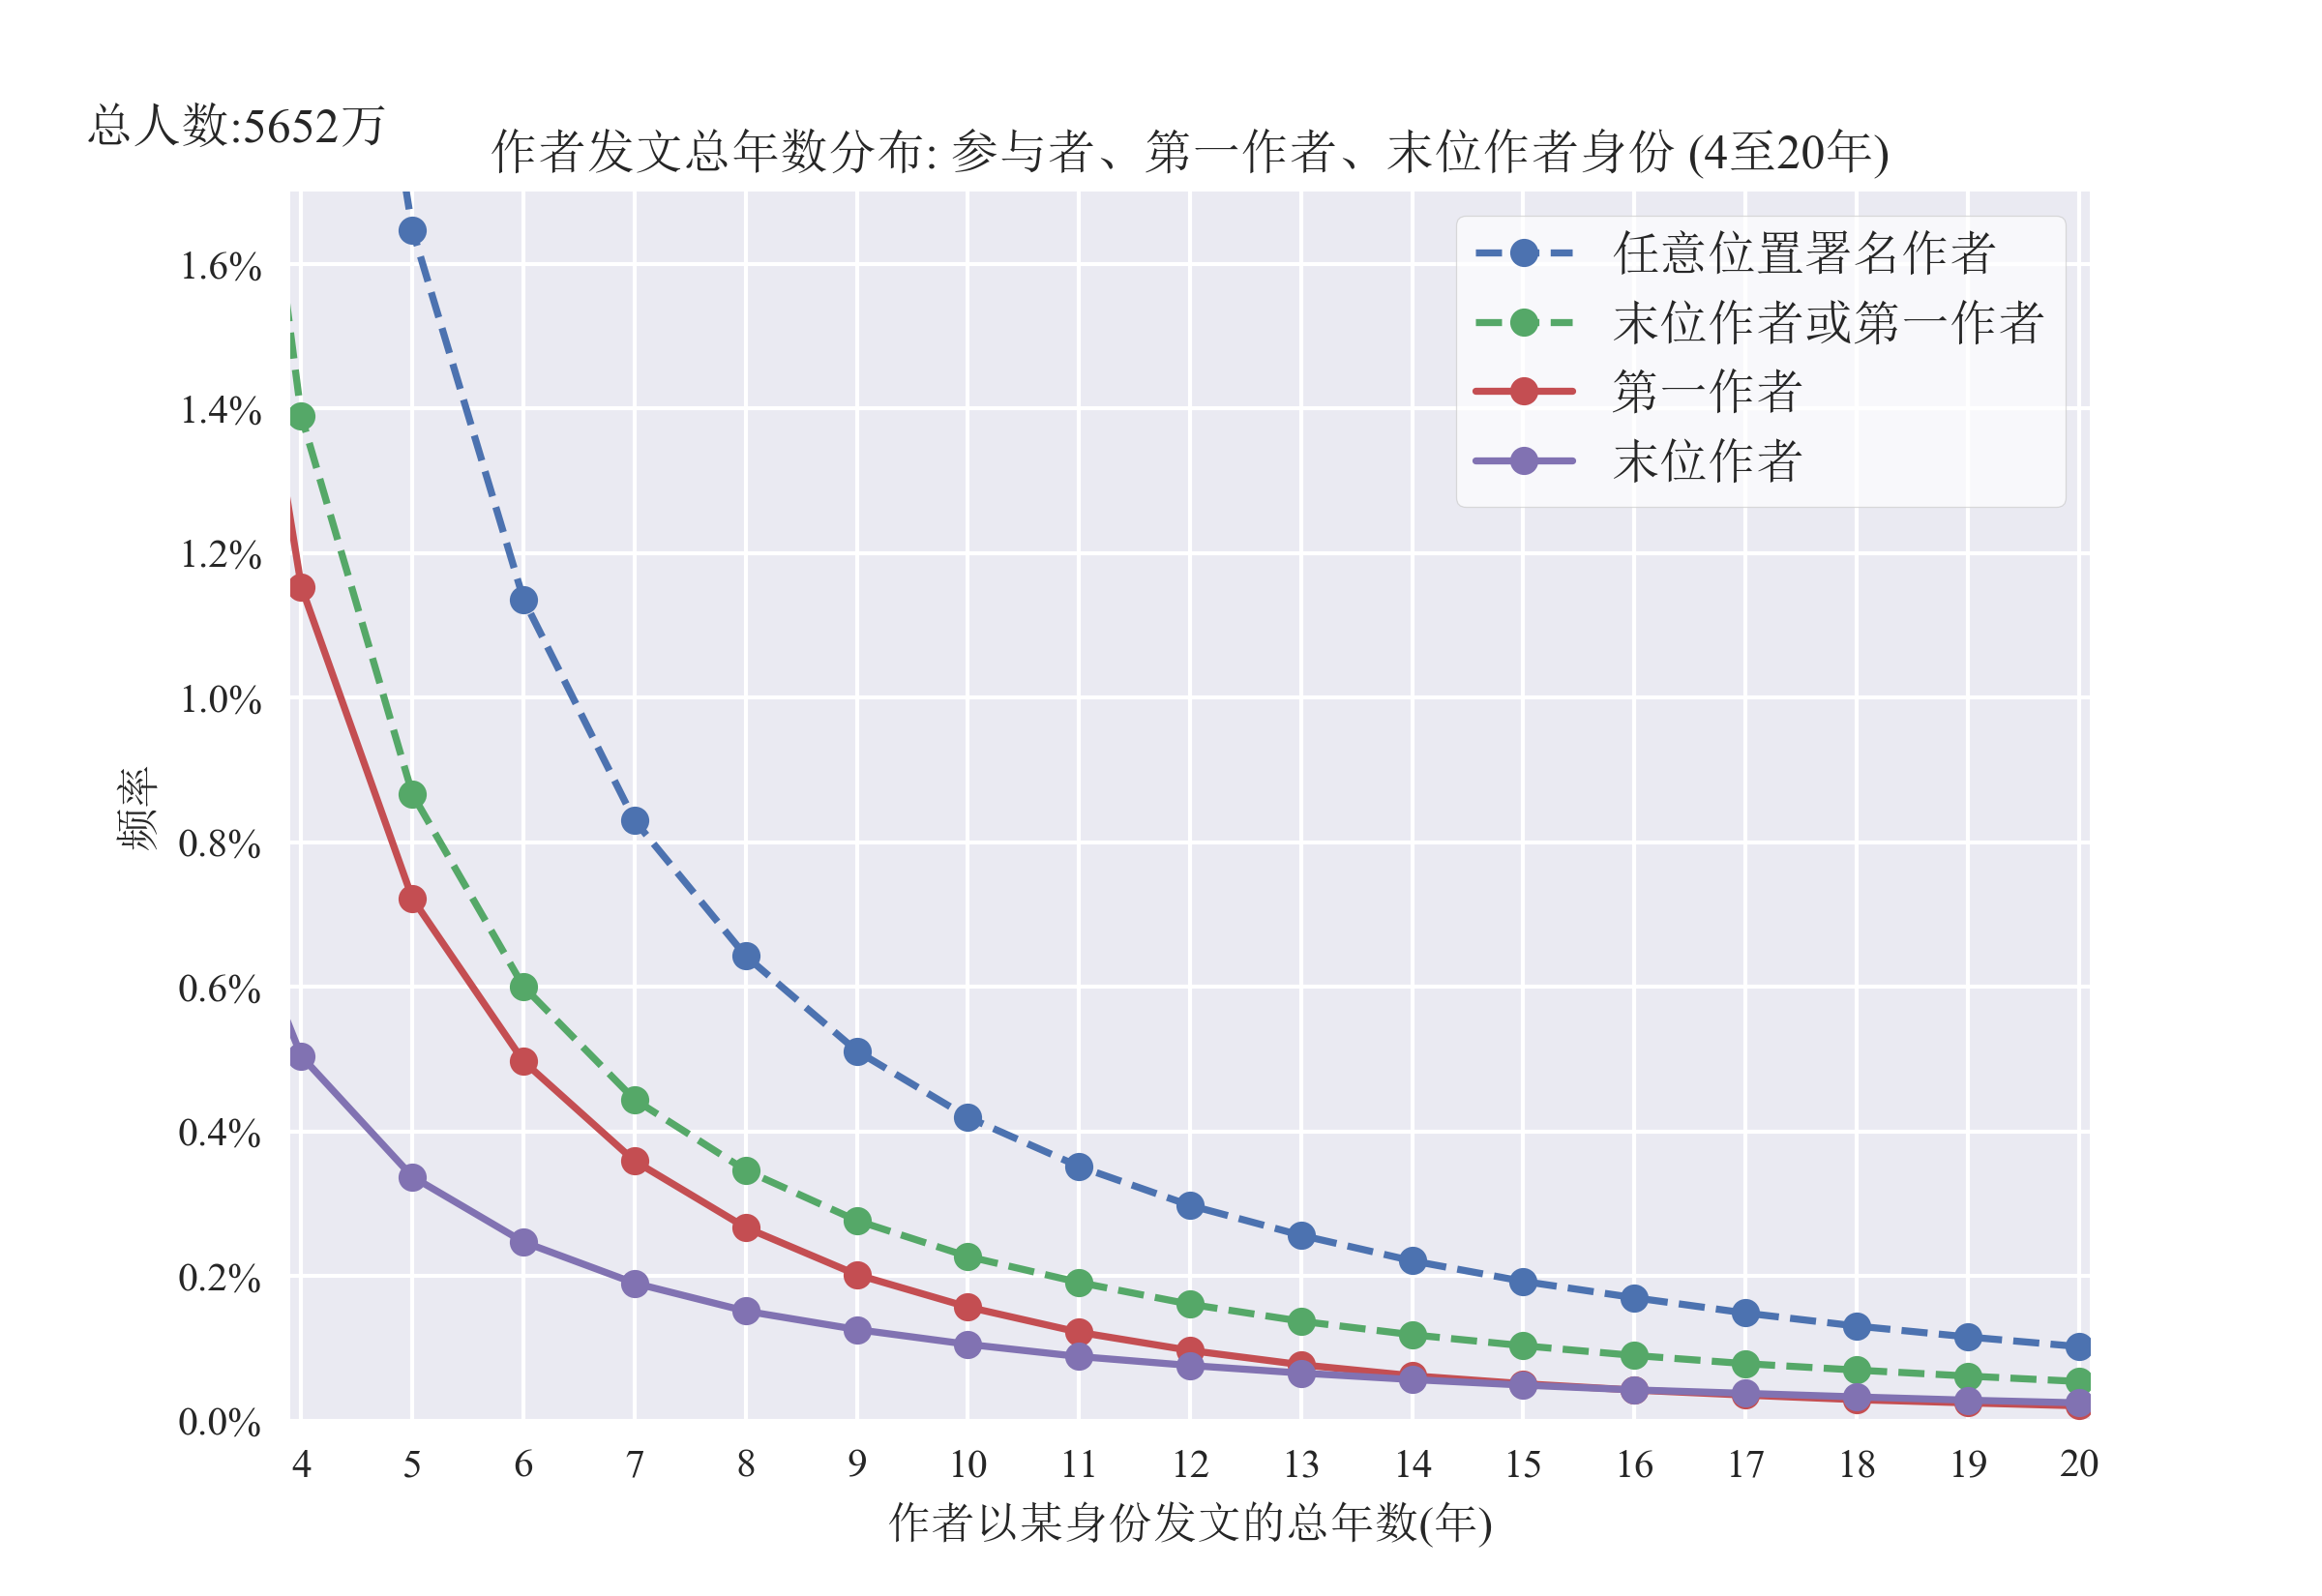 总人数:5652万
作者发文总年数分布: 参与者、第一作者、末位作者身份 (4至20年)
任意位置署名作者
末位作者或第一作者
第一作者
末位作者
频率
1.6%
1.4%
1.2%
1.0%
0.8%
0.6%
0.4%
0.2%
0.0%
4 5 6 7 8 9 10 11 12 13 14 15 16 17 18 19 20
作者以某身份发文的总年数(年)